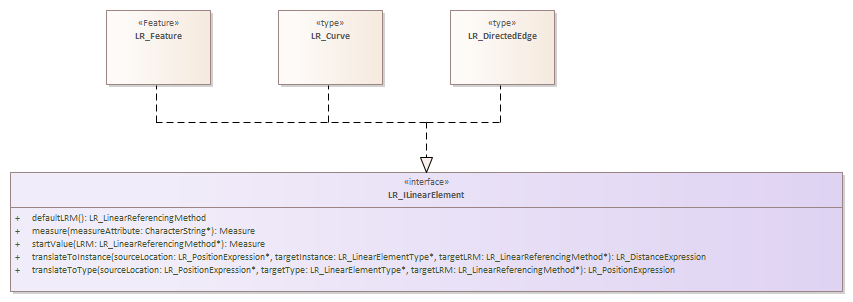 «Feature»
LR_Feature
«type»
LR_Curve
«type»
LR_DirectedEdge
«interface»
LR_ILinearElement
+ defaultLRM(): LR_LinearReferencingMethod
+ measure(measureAttribute: CharacterString*): Measure
+ startValue(LRM: LR_LinearReferencingMethod*): Measure
+ translateToInstance(sourceLocation: LR_PositionExpression*, targetInstance: LR_LinearElementType*, targetLRM: LR_LinearReferencingMethod*): LR_DistanceExpression
+ translateToType(sourceLocation: LR_PositionExpression*, targetType: LR_LinearElementType*, targetLRM: LR_LinearReferencingMethod*): LR_PositionExpression